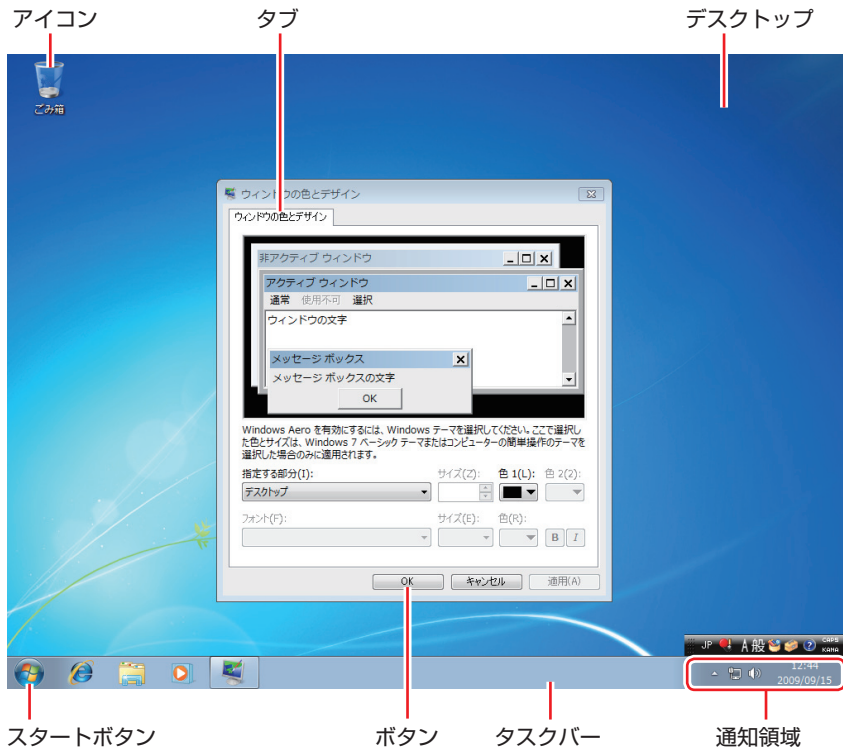 アイコン
タブ
デスクトップ
ごみ箱
ウィンドウの色とデザイン
ウィンドウの色とデザイン
非アクティブ ウィンドウ
アクティブ ウィンドウ
通常 使用不可 選択
ウィンドウの文字
メッセージ ボックス
メッセージ ボックスの文字
OK
Windows Aero を有効にするには、Windows テーマを選択してください。ここで選択し
た色とサイズは、Windows 7 ベーシック テーマまたはコンピューターの簡単操作のテーマを
選択した場合のみに適用されます。
指定する部分(I): サイズ(Z): 色 1(L): 色 2(2):
デスクトップ
フォント(F): サイズ(E): 色(R):
B I
OK キャンセル 適用(A)
JP A 般 ? CAPS
KANA
12:44
2009/09/15
スタートボタン
ボタン
タスクバー
通知領域